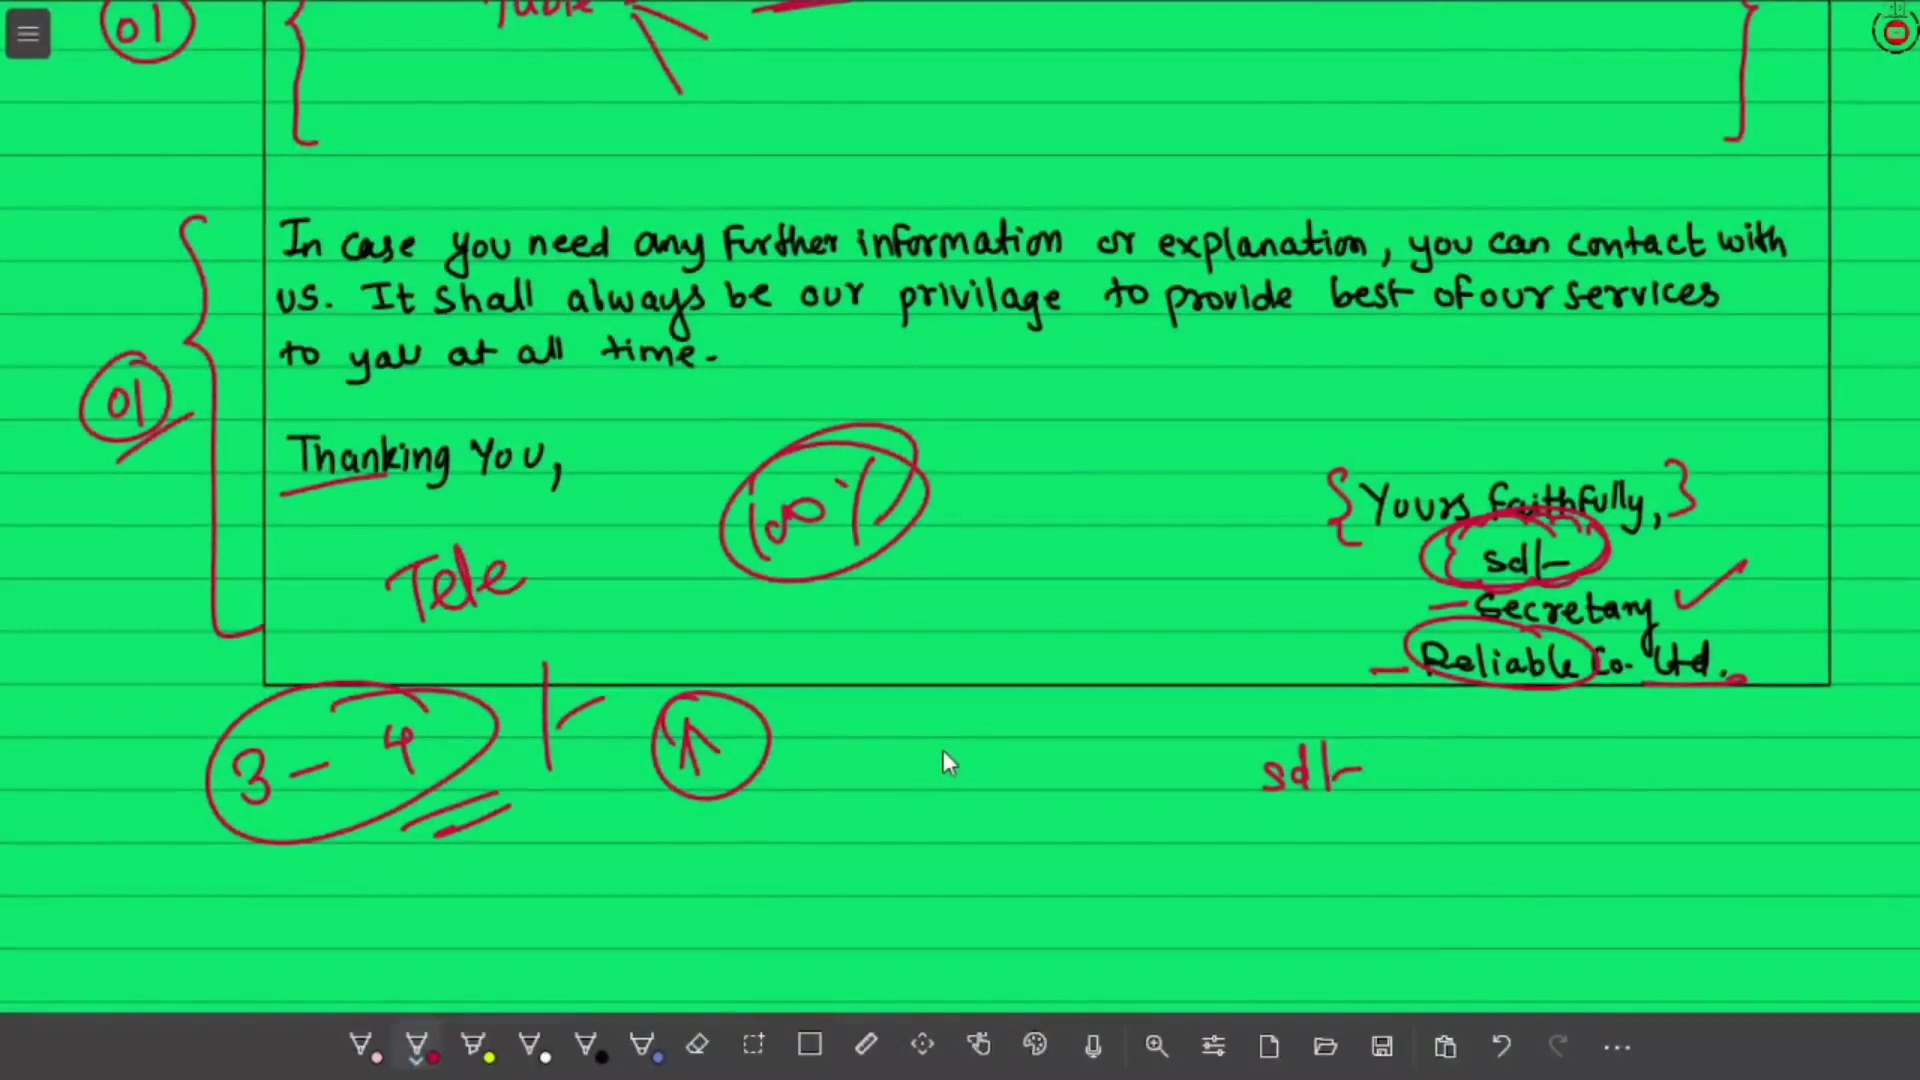 01
Table
In case you need any further information or explanation, you can contact with
us. It shall always be our privilage to provide best of our services
to you at all time.
01
Thanking You,
100%
Yours faithfully,
Tele
sd/-
- Secretary
- Reliable Co. Ltd.
3 - 4
sd/-